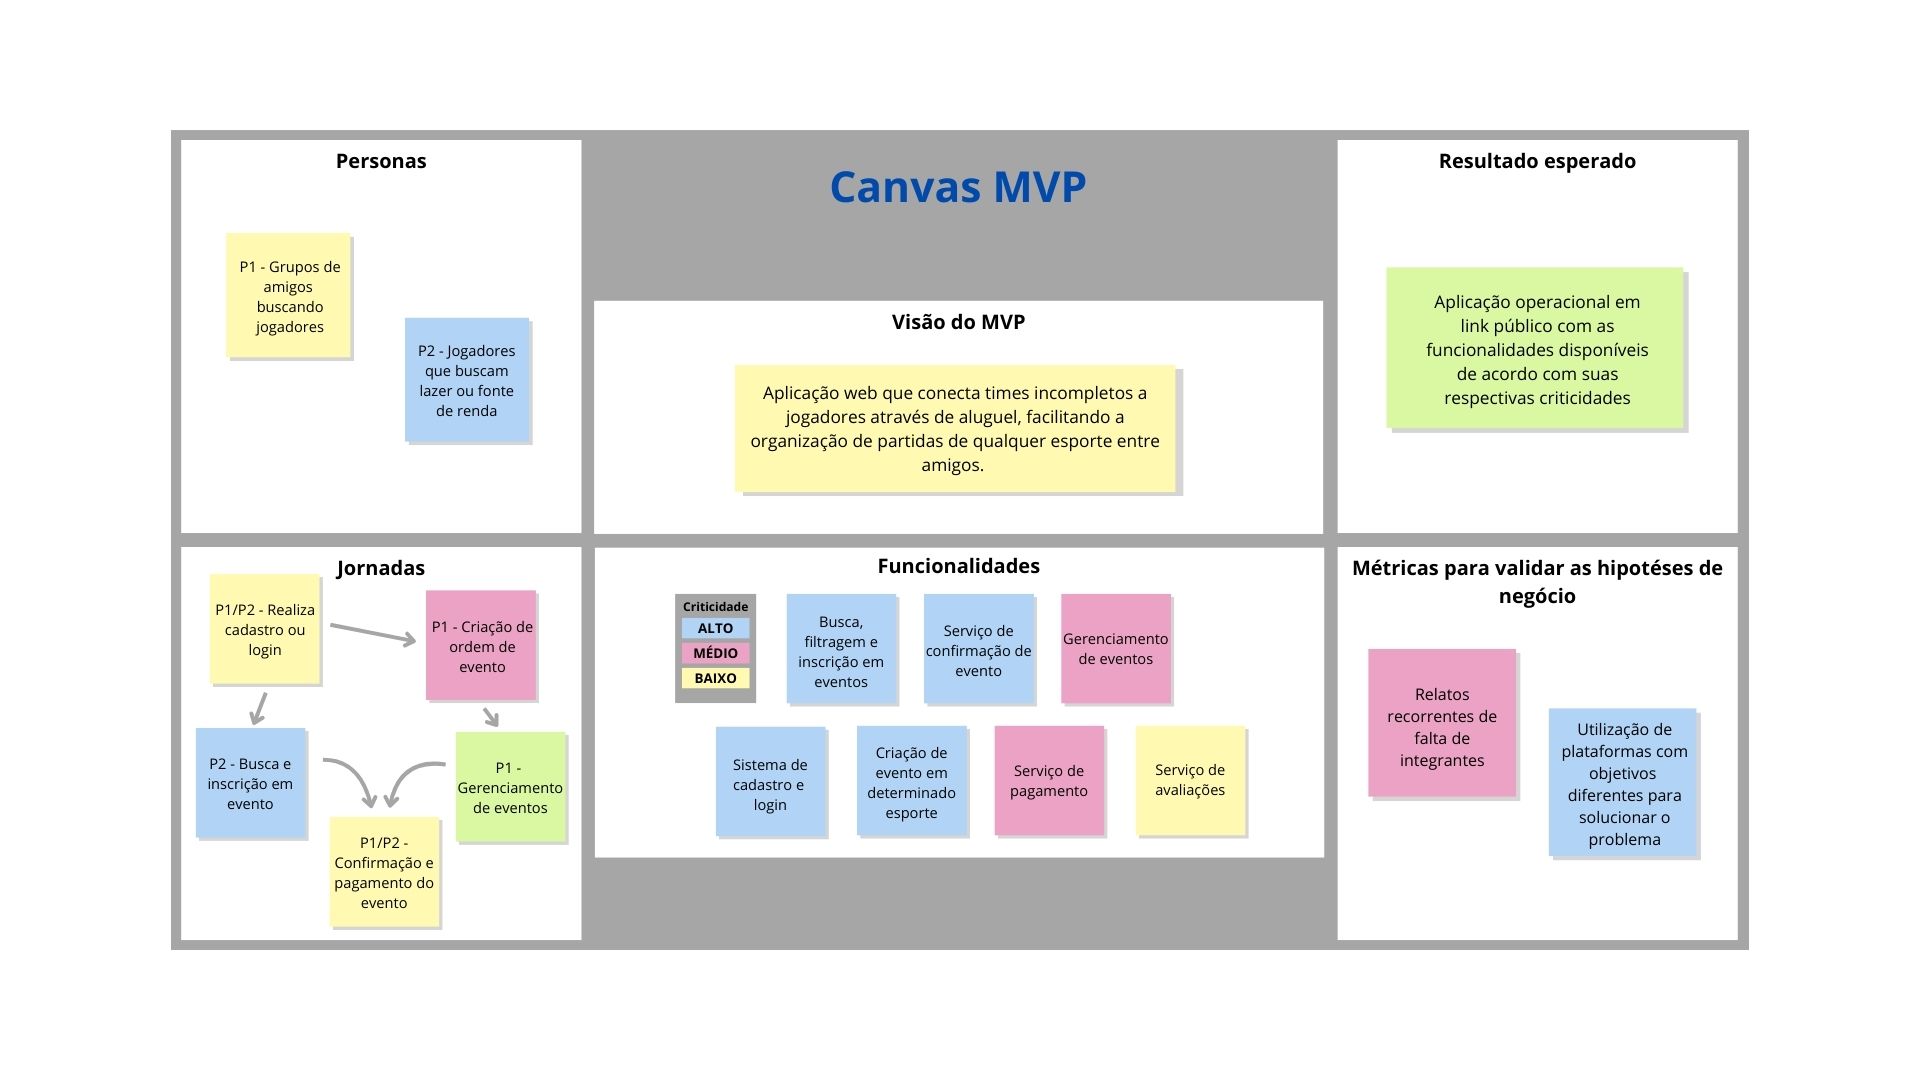 Canvas MVP
Personas
P1 - Grupos de
amigos
buscando
jogadores
P2 - Jogadores
que buscam
lazer ou fonte
de renda
Visão do MVP
Aplicação web que conecta times incompletos a
jogadores através de aluguel, facilitando a
organização de partidas de qualquer esporte entre
amigos.
Resultado esperado
Aplicação operacional em
link público com as
funcionalidades disponíveis
de acordo com suas
respectivas criticidades
Jornadas
P1/P2 - Realiza
cadastro ou
login
P1 - Criação de
ordem de
evento
P2 - Busca e
inscrição em
evento
P1 -
Gerenciamento
de eventos
P1/P2 -
Confirmação e
pagamento do
evento
Funcionalidades
Criticidade
ALTO
MÉDIO
BAIXO
Busca,
filtragem e
inscrição em
eventos
Serviço de
confirmação de
evento
Gerenciamento
de eventos
Sistema de
cadastro e
login
Criação de
evento em
determinado
esporte
Serviço de
pagamento
Serviço de
avaliações
Métricas para validar as hipotéses de
negócio
Relatos
recorrentes de
falta de
integrantes
Utilização de
plataformas com
objetivos
diferentes para
solucionar o
problema